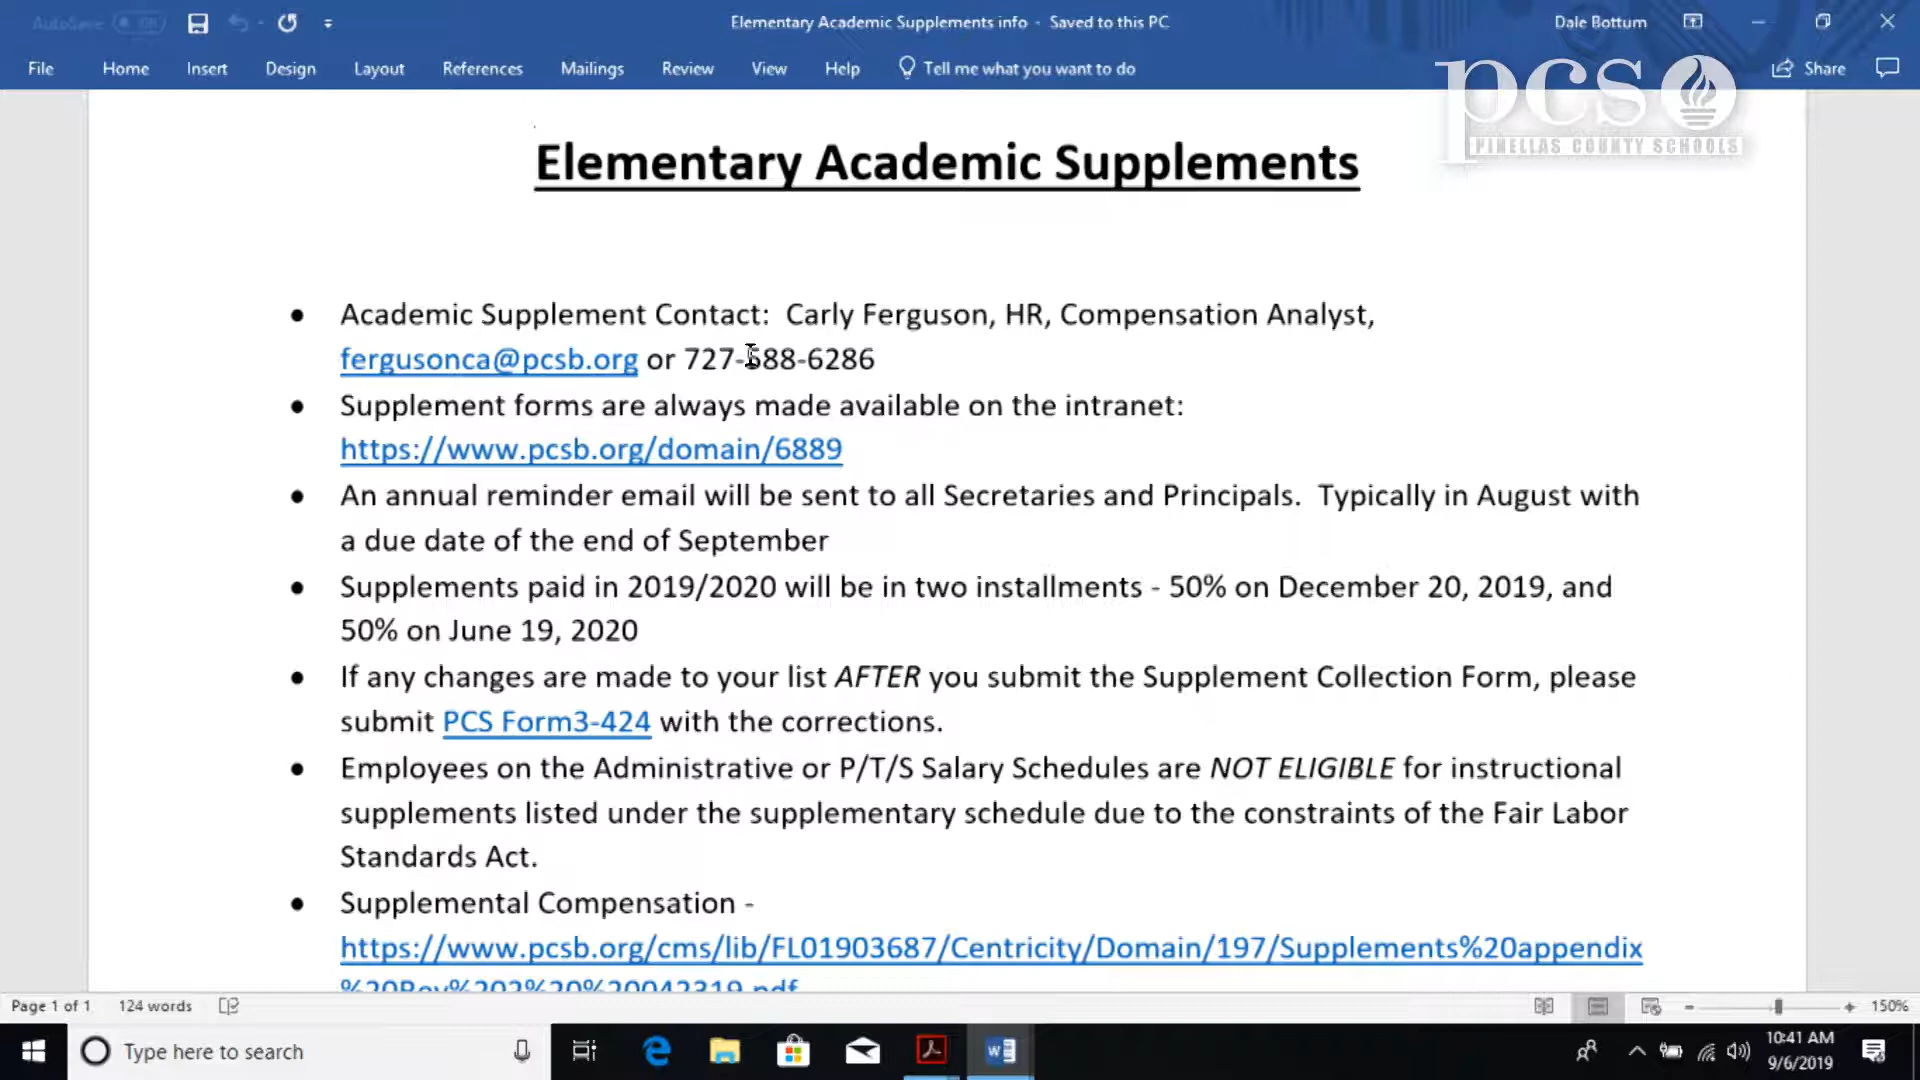 AutoSave
Elementary Academic Supplements info - Saved to this PC
Dale Bottum
File Home Insert Design Layout References Mailings Review View Help Tell me what you want to do
Share
pcs
PINELLAS COUNTY SCHOOLS
Elementary Academic Supplements
• Academic Supplement Contact: Carly Ferguson, HR, Compensation Analyst,
fergusonca@pcsb.org or 727-588-6286
• Supplement forms are always made available on the intranet:
https://www.pcsb.org/domain/6889
• An annual reminder email will be sent to all Secretaries and Principals. Typically in August with
a due date of the end of September
• Supplements paid in 2019/2020 will be in two installments - 50% on December 20, 2019, and
50% on June 19, 2020
• If any changes are made to your list AFTER you submit the Supplement Collection Form, please
submit PCS Form3-424 with the corrections.
• Employees on the Administrative or P/T/S Salary Schedules are NOT ELIGIBLE for instructional
supplements listed under the supplementary schedule due to the constraints of the Fair Labor
Standards Act.
• Supplemental Compensation -
https://www.pcsb.org/cms/lib/FL01903687/Centricity/Domain/197/Supplements%20appendix
%20Rev%202%20%20042319.pdf
Page 1 of 1 124 words
150%
Type here to search
10:41 AM
9/6/2019